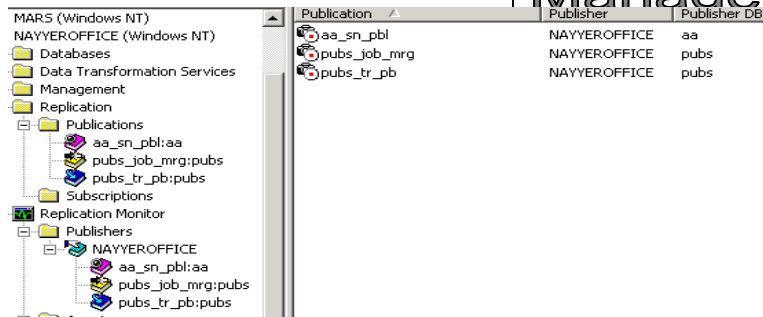 MARS (Windows NT)
NAYYEROFFICE (Windows NT)
Databases
Data Transformation Services
Management
Replication
Publications
aa_sn_pbl:aa
pubs_job_mrg:pubs
pubs_tr_pb:pubs
Subscriptions
Replication Monitor
Publishers
NAYYEROFFICE
aa_sn_pbl:aa
pubs_job_mrg:pubs
pubs_tr_pb:pubs
Publication Publisher Publisher DB
aa_sn_pbl NAYYEROFFICE aa
pubs_job_mrg NAYYEROFFICE pubs
pubs_tr_pb NAYYEROFFICE pubs